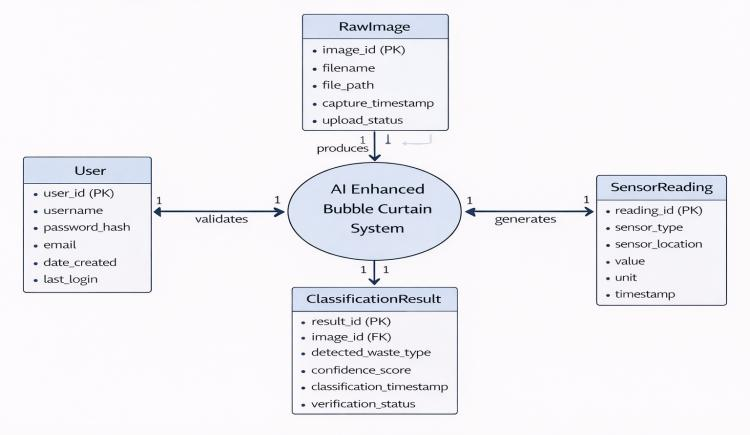 RawImage
• image_id (PK)
• filename
• file_path
• capture_timestamp
• upload_status
1
1
produces
User
• user_id (PK)
• username
• password_hash
• email
• date_created
• last_login
1
validates
1
AI Enhanced
Bubble Curtain
System
1
generates
1
SensorReading
• reading_id (PK)
• sensor_type
• sensor_location
• value
• unit
• timestamp
1
1
ClassificationResult
• result_id (PK)
• image_id (FK)
• detected_waste_type
• confidence_score
• classification_timestamp
• verification_status